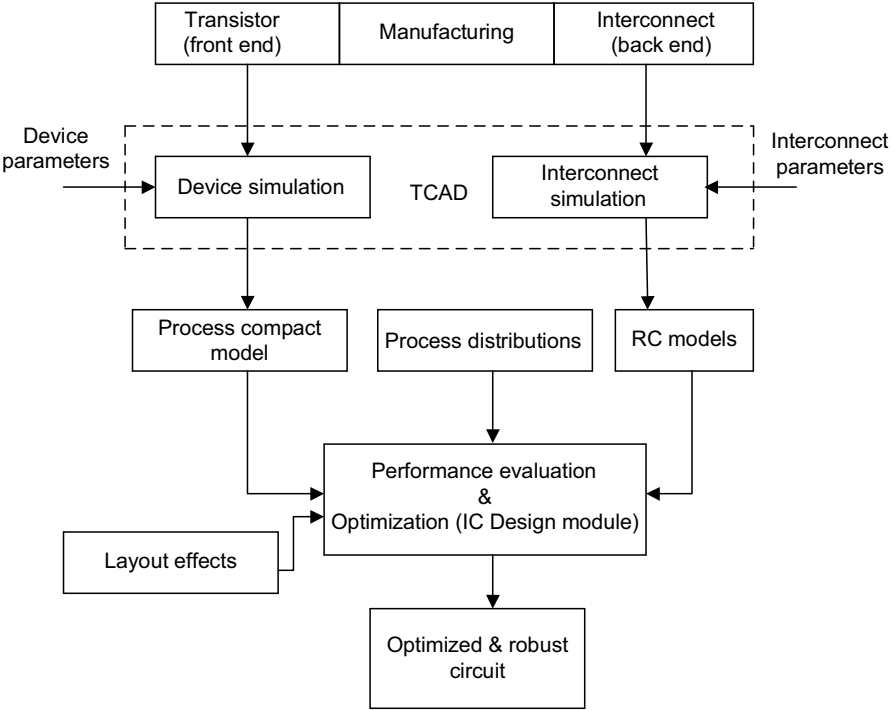 Transistor
(front end)
Manufacturing
Interconnect
(back end)
Device
parameters
Interconnect
parameters
Device simulation
TCAD
Interconnect
simulation
Process compact
model
Process distributions
RC models
Performance evaluation
&
Optimization (IC Design module)
Layout effects
Optimized & robust
circuit